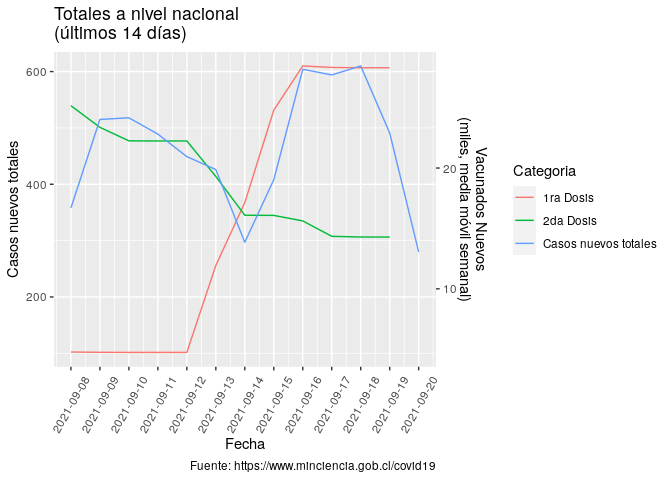 Totales a nivel nacional
(últimos 14 días)
Casos nuevos totales
600
400
200
20
10
Vacunados Nuevos
(miles, media móvil semanal)
Categoria
1ra Dosis
2da Dosis
Casos nuevos totales
2021-09-08
2021-09-09
2021-09-10
2021-09-11
2021-09-12
2021-09-13
2021-09-14
2021-09-15
2021-09-16
2021-09-17
2021-09-18
2021-09-19
2021-09-20
Fecha
Fuente: https://www.minciencia.gob.cl/covid19